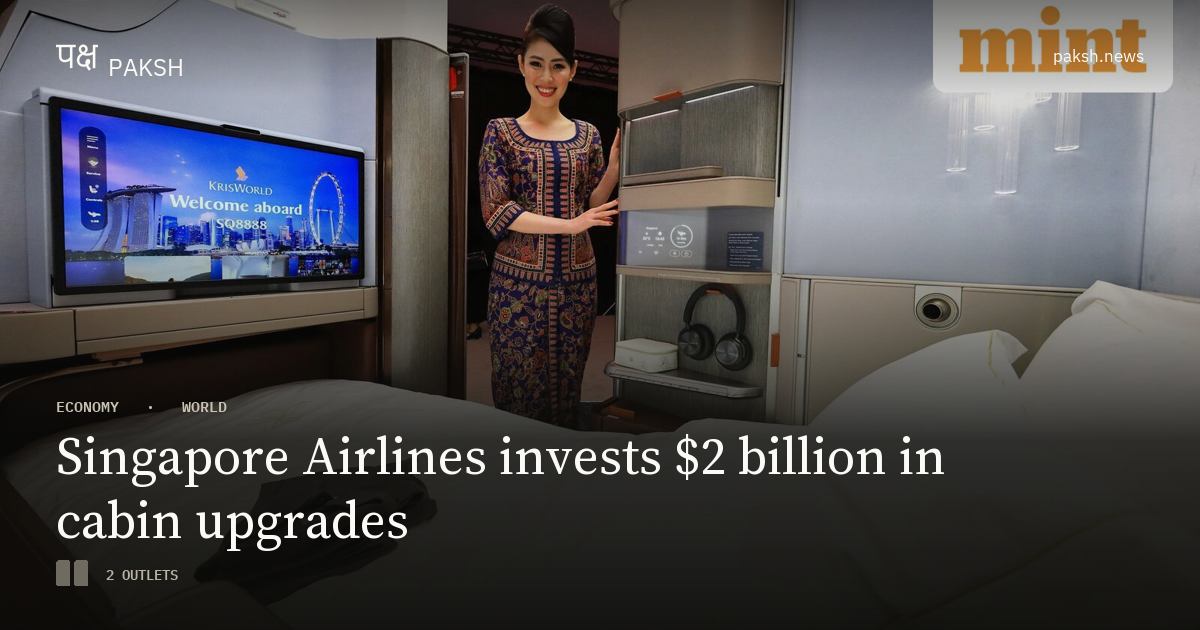 पक्ष PAKSH
mint
paksh.news
KRISWORLD
Welcome aboard
SQ8888
ECONOMY · WORLD
Singapore Airlines invests $2 billion in
cabin upgrades
2 OUTLETS